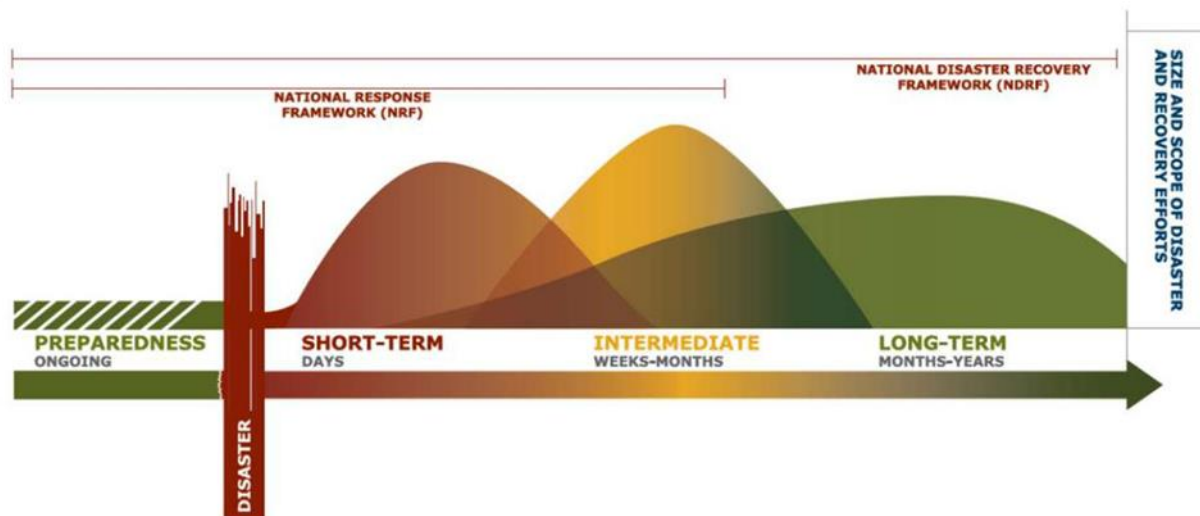 NATIONAL DISASTER RECOVERY
FRAMEWORK (NDRF)
NATIONAL RESPONSE
FRAMEWORK (NRF)
SIZE AND SCOPE OF DISASTER
AND RECOVERY EFFORTS
PREPAREDNESS
ONGOING
SHORT-TERM
DAYS
INTERMEDIATE
WEEKS-MONTHS
LONG-TERM
MONTHS-YEARS
DISASTER